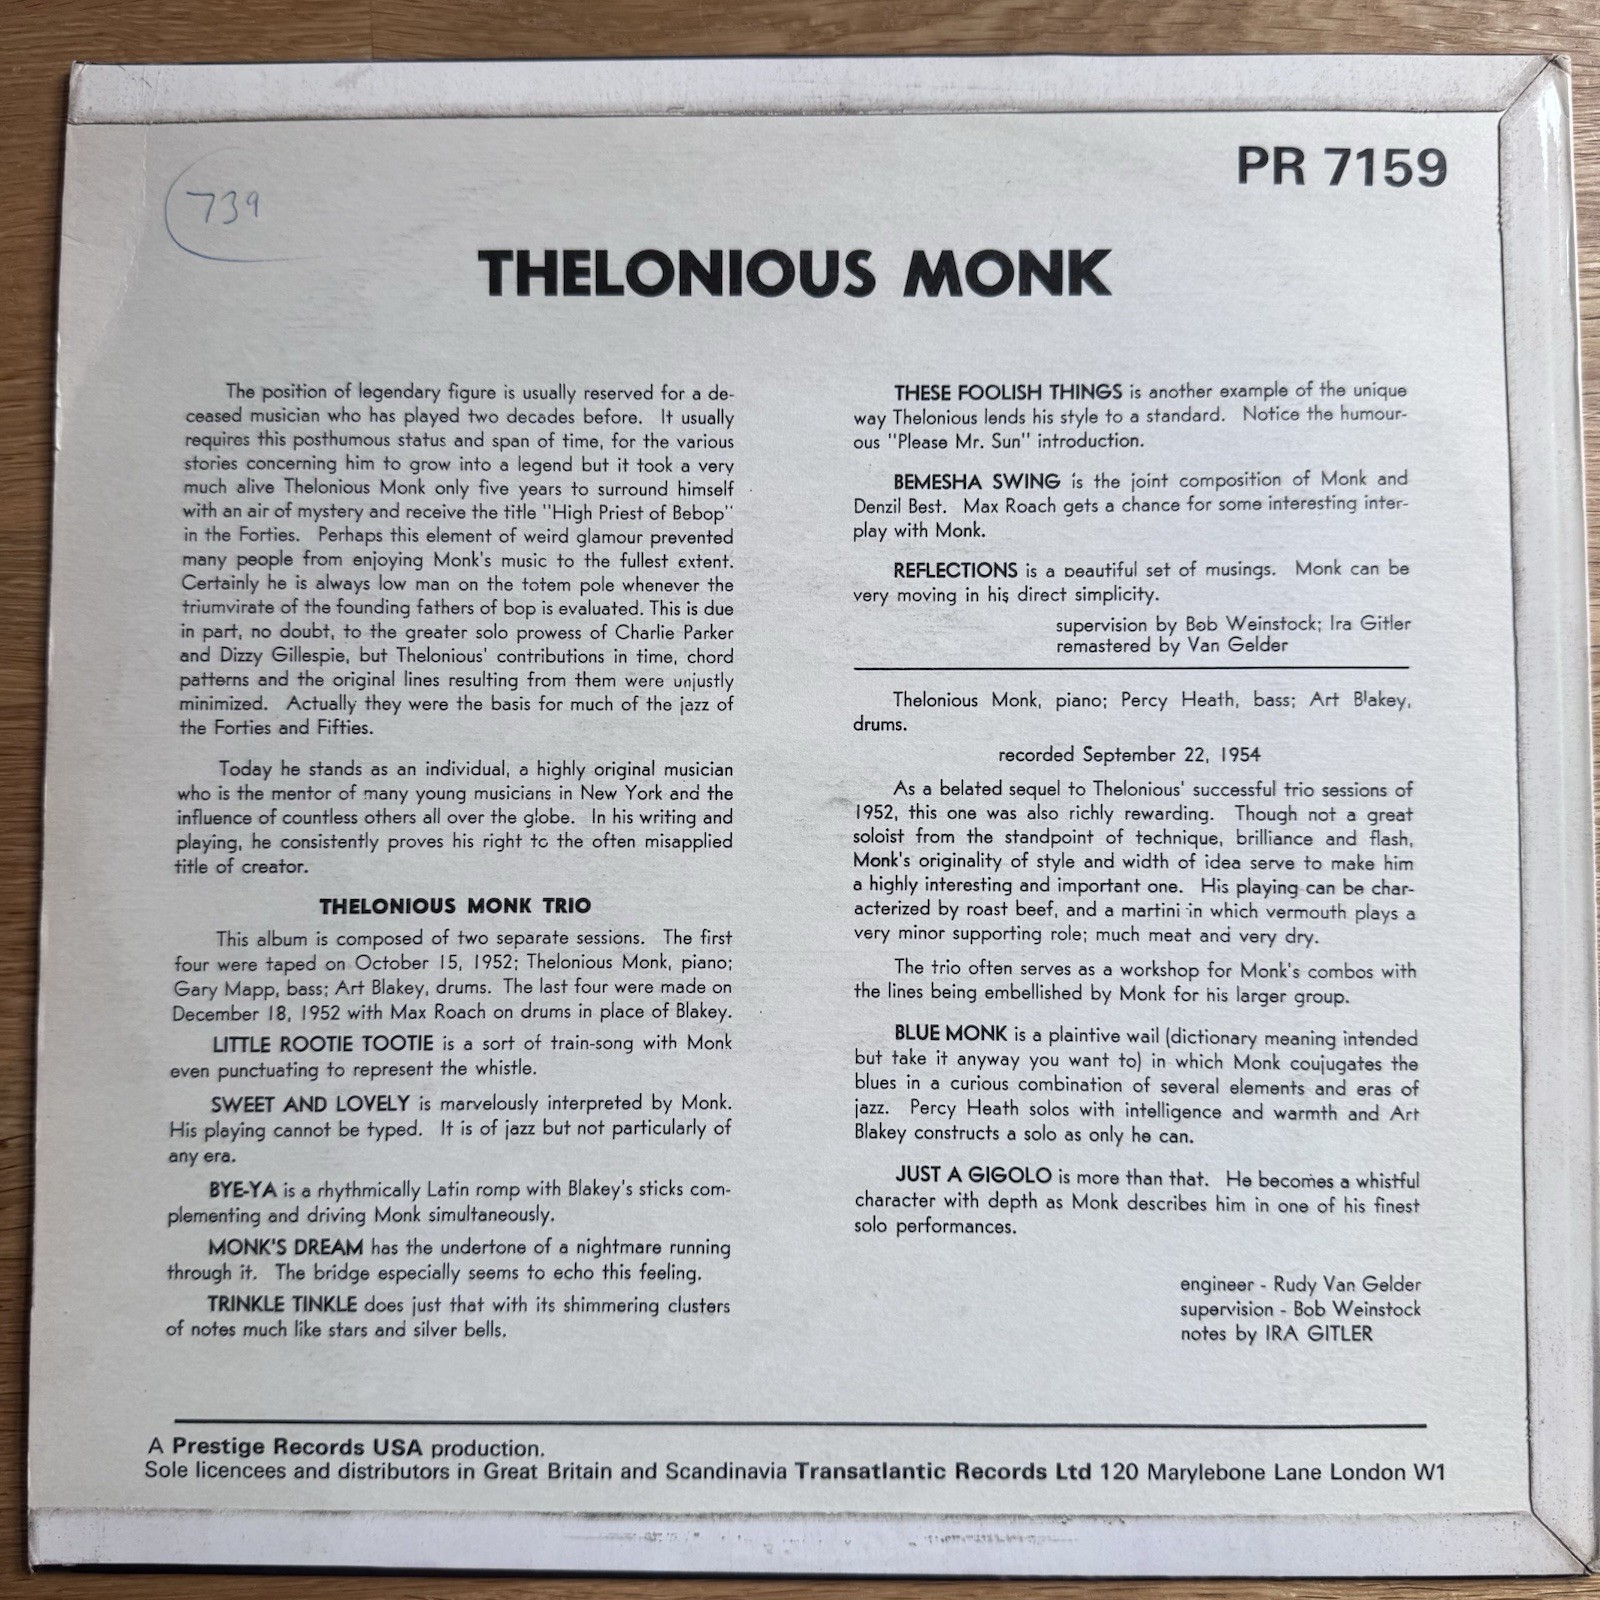 PR 7159
739
THELONIOUS MONK
The position of legendary figure is usually reserved for a de-
ceased musician who has played two decades before. It usually
requires this posthumous status and span of time, for the various
stories concerning him to grow into a legend but it took a very
much alive Thelonious Monk only five years to surround himself
with an air of mystery and receive the title "High Priest of Bebop"
in the Forties. Perhaps this element of weird glamour prevented
many people from enjoying Monk's music to the fullest extent.
Certainly he is always low man on the totem pole whenever the
triumvirate of the founding fathers of bop is evaluated. This is due
in part, no doubt, to the greater solo prowess of Charlie Parker
and Dizzy Gillespie, but Thelonious' contributions in time, chord
patterns and the original lines resulting from them were unjustly
minimized. Actually they were the basis for much of the jazz of
the Forties and Fifties.
Today he stands as an individual, a highly original musician
who is the mentor of many young musicians in New York and the
influence of countless others all over the globe. In his writing and
playing, he consistently proves his right to the often misapplied
title of creator.
THELONIOUS MONK TRIO
This album is composed of two separate sessions. The first
four were taped on October 15, 1952; Thelonious Monk, piano;
Gary Mapp, bass; Art Blakey, drums. The last four were made on
December 18, 1952 with Max Roach on drums in place of Blakey.
LITTLE ROOTIE TOOTIE is a sort of train-song with Monk
even punctuating to represent the whistle.
SWEET AND LOVELY is marvelously interpreted by Monk.
His playing cannot be typed. It is of jazz but not particularly of
any era.
BYE-YA is a rhythmically Latin romp with Blakey's sticks com-
plementing and driving Monk simultaneously.
MONK'S DREAM has the undertone of a nightmare running
through it. The bridge especially seems to echo this feeling.
TRINKLE TINKLE does just that with its shimmering clusters
of notes much like stars and silver bells.
THESE FOOLISH THINGS is another example of the unique
way Thelonious lends his style to a standard. Notice the humour-
ous "Please Mr. Sun" introduction.
BEMESHA SWING is the joint composition of Monk and
Denzil Best. Max Roach gets a chance for some interesting inter-
play with Monk.
REFLECTIONS is a beautiful set of musings. Monk can be
very moving in his direct simplicity.
supervision by Bob Weinstock; Ira Gitler
remastered by Van Gelder
Thelonious Monk, piano; Percy Heath, bass; Art Blakey,
drums.
recorded September 22, 1954
As a belated sequel to Thelonious' successful trio sessions of
1952, this one was also richly rewarding. Though not a great
soloist from the standpoint of technique, brilliance and flash,
Monk's originality of style and width of idea serve to make him
a highly interesting and important one. His playing can be char-
acterized by roast beef, and a martini in which vermouth plays a
very minor supporting role; much meat and very dry.
The trio often serves as a workshop for Monk's combos with
the lines being embellished by Monk for his larger group.
BLUE MONK is a plaintive wail (dictionary meaning intended
but take it anyway you want to) in which Monk coujugates the
blues in a curious combination of several elements and eras of
jazz. Percy Heath solos with intelligence and warmth and Art
Blakey constructs a solo as only he can.
JUST A GIGOLO is more than that. He becomes a whistful
character with depth as Monk describes him in one of his finest
solo performances.
engineer - Rudy Van Gelder
supervision - Bob Weinstock
notes by IRA GITLER
A Prestige Records USA production.
Sole licencees and distributors in Great Britain and Scandinavia Transatlantic Records Ltd 120 Marylebone Lane London W1